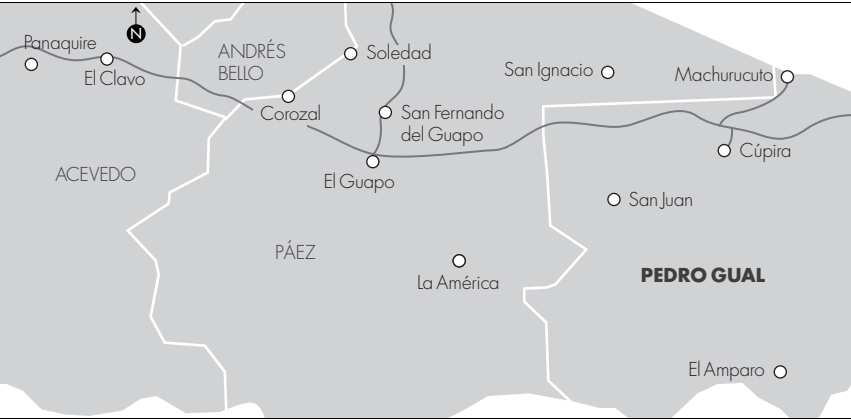 N
Panaquire
El Clavo
ANDRÉS
BELLO
Soledad
San Ignacio
Machurucuto
Corozal
San Fernando
del Guapo
Cúpira
El Guapo
ACEVEDO
San Juan
PÁEZ
La América
PEDRO GUAL
El Amparo